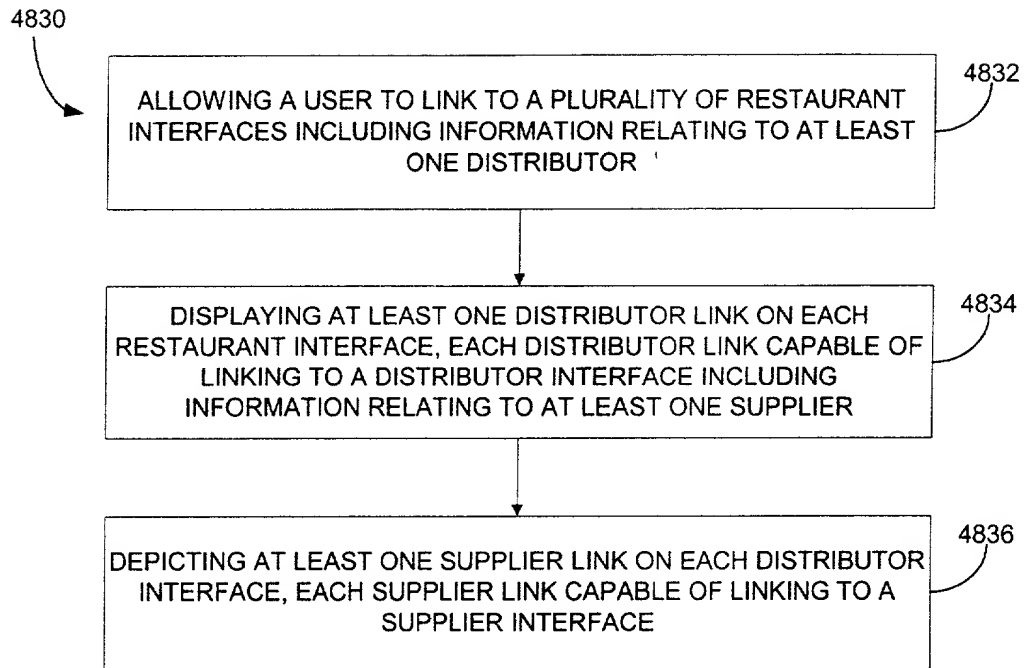 4830
4832
ALLOWING A USER TO LINK TO A PLURALITY OF RESTAURANT
INTERFACES INCLUDING INFORMATION RELATING TO AT LEAST
ONE DISTRIBUTOR
4834
DISPLAYING AT LEAST ONE DISTRIBUTOR LINK ON EACH
RESTAURANT INTERFACE, EACH DISTRIBUTOR LINK CAPABLE OF
LINKING TO A DISTRIBUTOR INTERFACE INCLUDING
INFORMATION RELATING TO AT LEAST ONE SUPPLIER
4836
DEPICTING AT LEAST ONE SUPPLIER LINK ON EACH DISTRIBUTOR
INTERFACE, EACH SUPPLIER LINK CAPABLE OF LINKING TO A
SUPPLIER INTERFACE